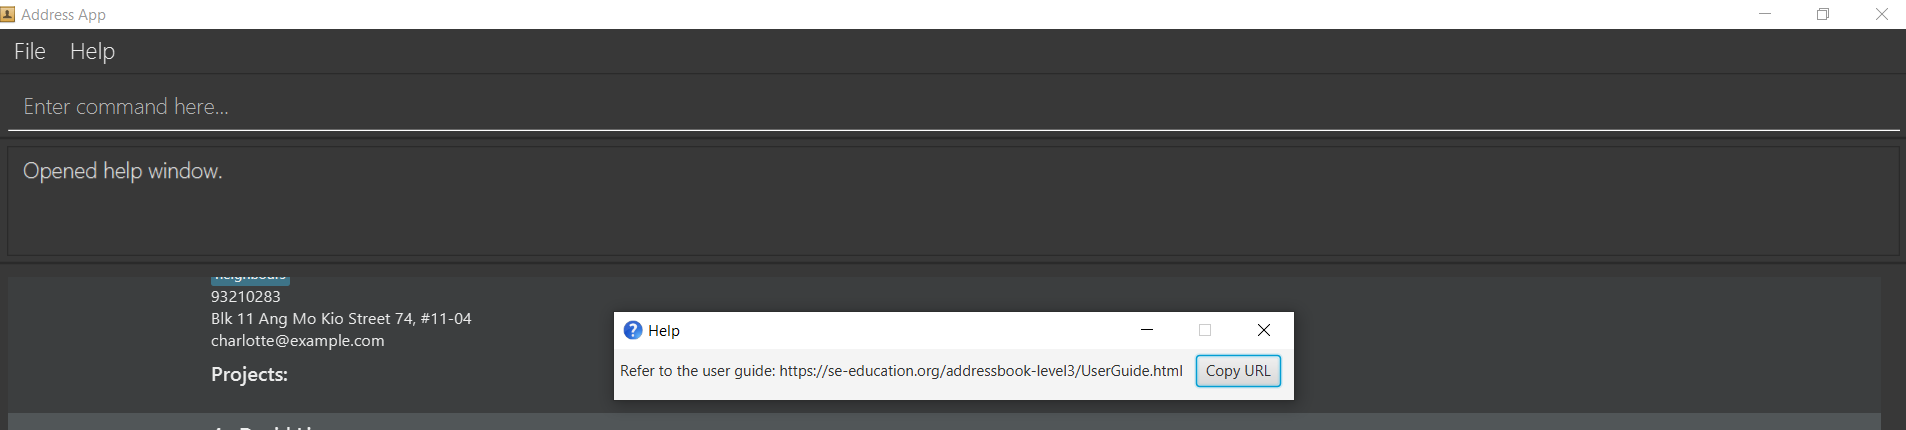 Address App
File Help
Enter command here...
Opened help window.
neighbours
93210283
Blk 11 Ang Mo Kio Street 74, #11-04
charlotte@example.com
Projects:
Help
Refer to the user guide: https://se-education.org/addressbook-level3/UserGuide.html Copy URL